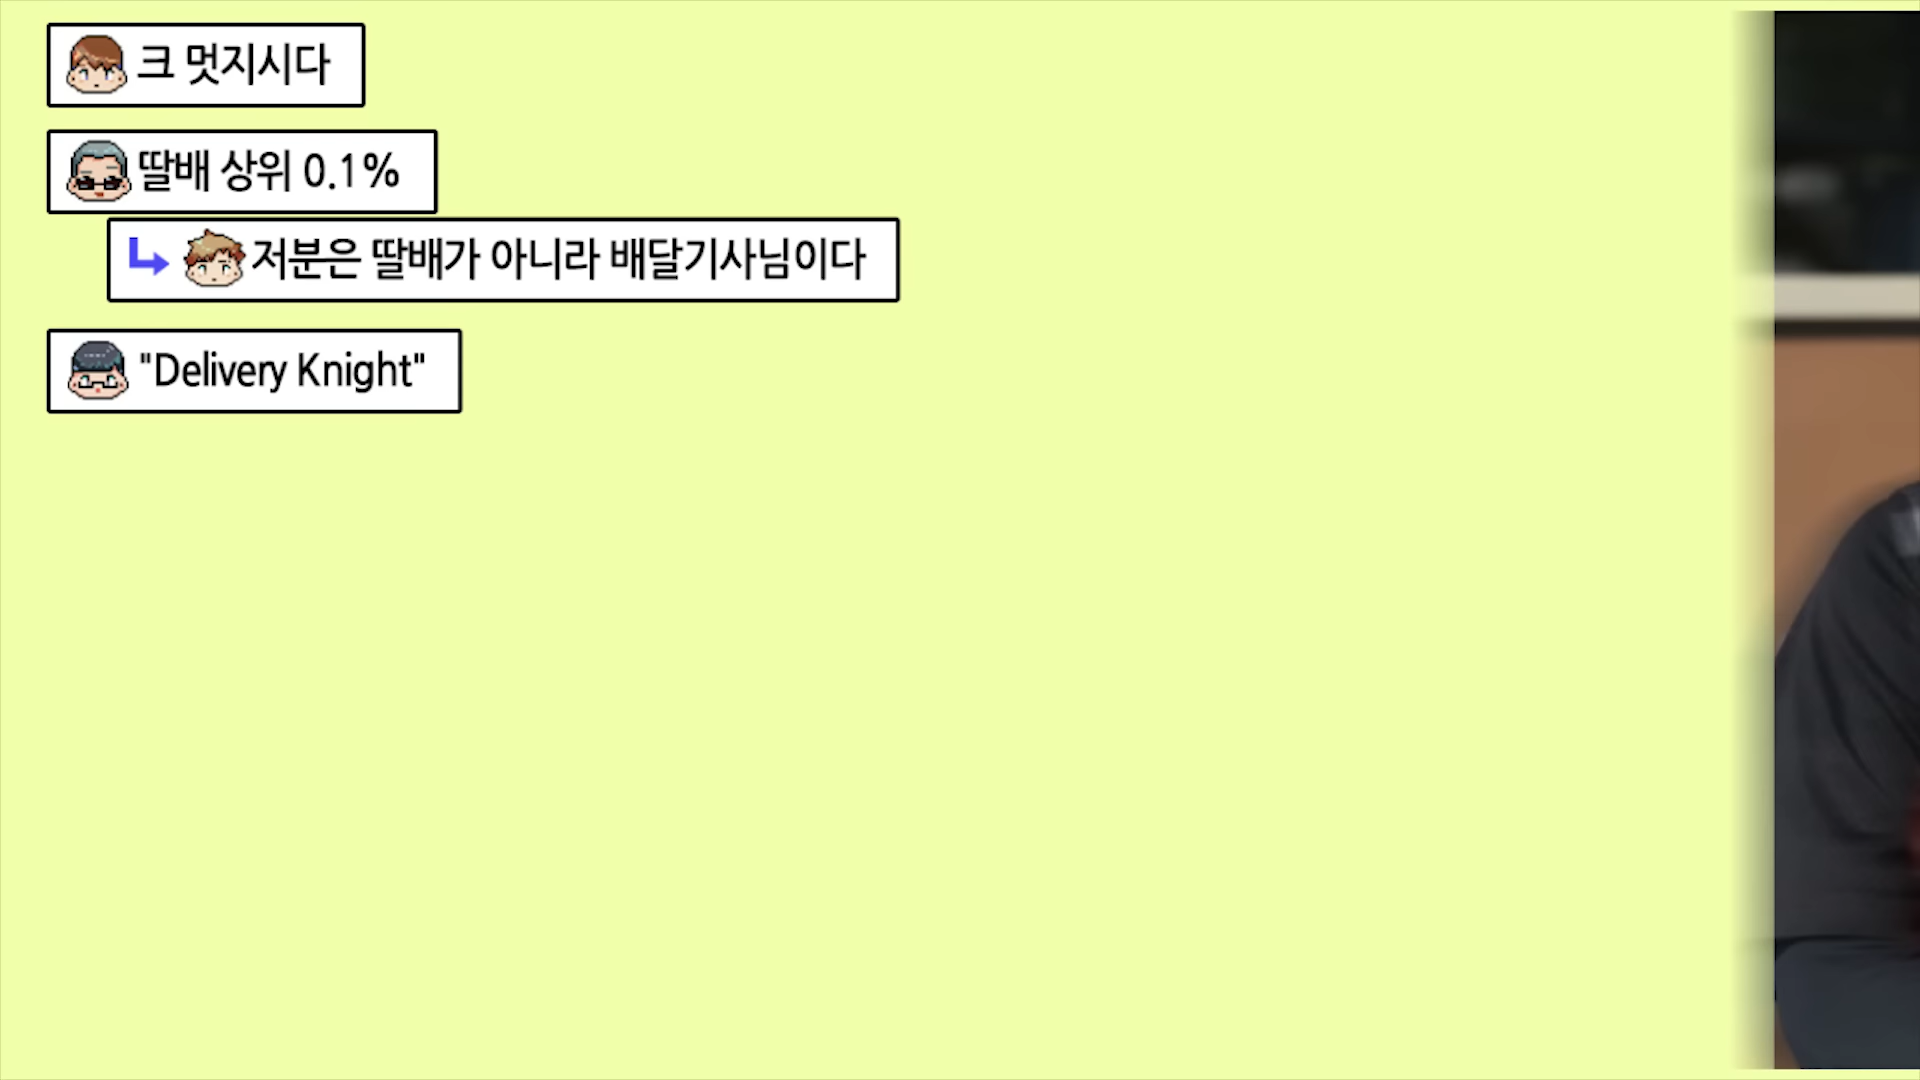 크 멋지시다
딸배 상위 0.1%
저분은 딸배가 아니라 배달기사님이다
"Delivery Knight"